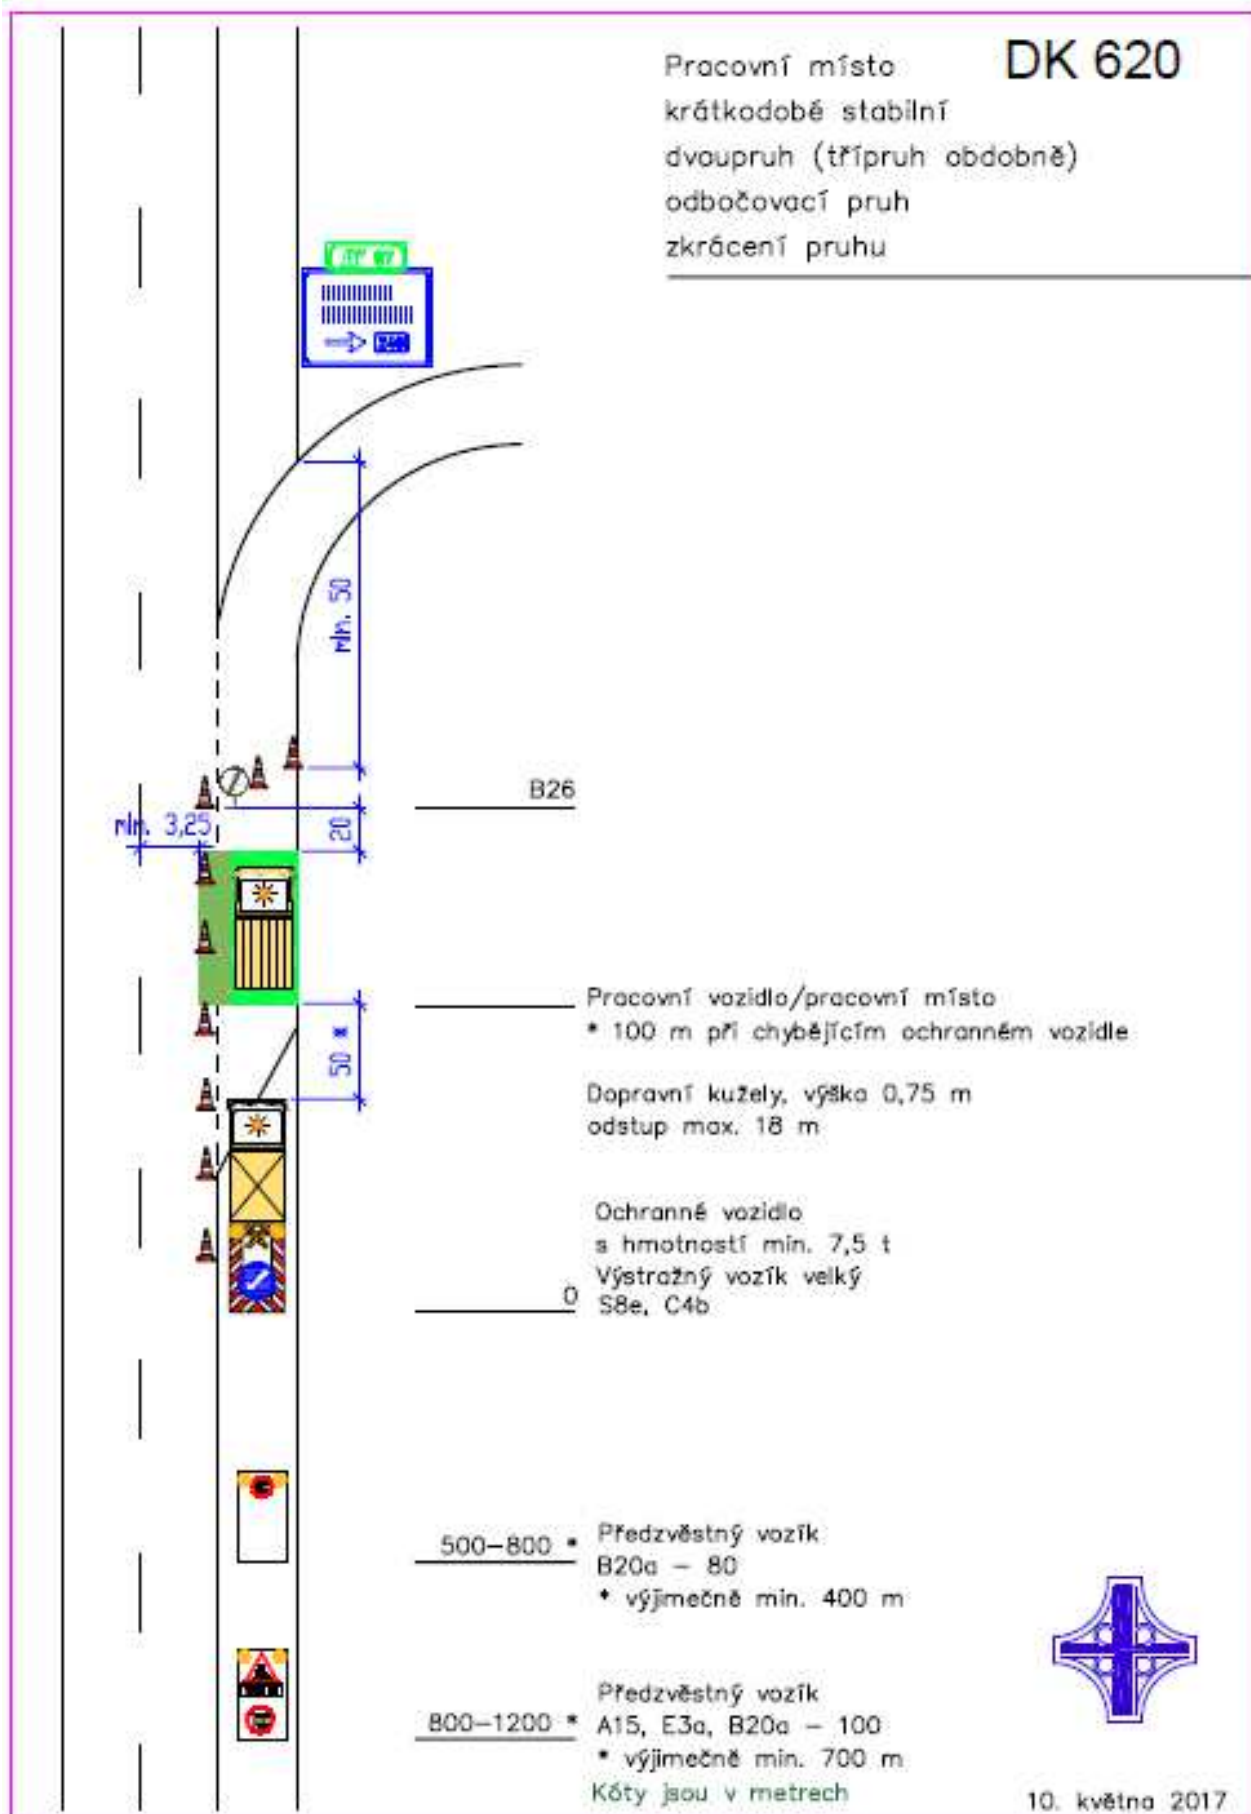 Pracovní místo
DK 620
krátkodobé stabilní
dvoupruh (třípruh obdobně)
odbočovací pruh
zkrácení pruhu
min. 50
B26
min. 3,25
20
Pracovní vozidlo/pracovní místo
* 100 m při chybějícím ochranném vozidle
50 *
Dopravní kužely, výška 0,75 m
odstup max. 18 m
Ochranné vozidlo
s hmotností min. 7,5 t
Výstražný vozík velký
0
S8e, C4b
500–800 *
Předzvěstný vozík
B20a – 80
* výjimečně min. 400 m
Předzvěstný vozík
800–1200 *
A15, E3a, B20a – 100
* výjimečně min. 700 m
Kóty jsou v metrech
10. května 2017